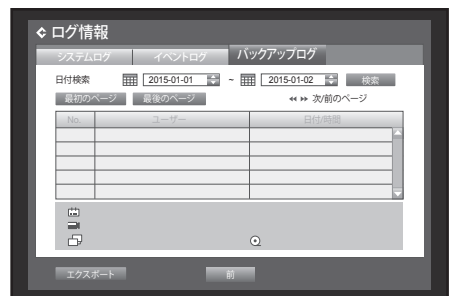 ログ情報
システムログ イベントログ バックアップログ
日付検索 2015-01-01 ~ 2015-01-02 検索
最初のページ 最後のページ 次/前のページ
No. ユーザー 日付/時間
エクスポート 前